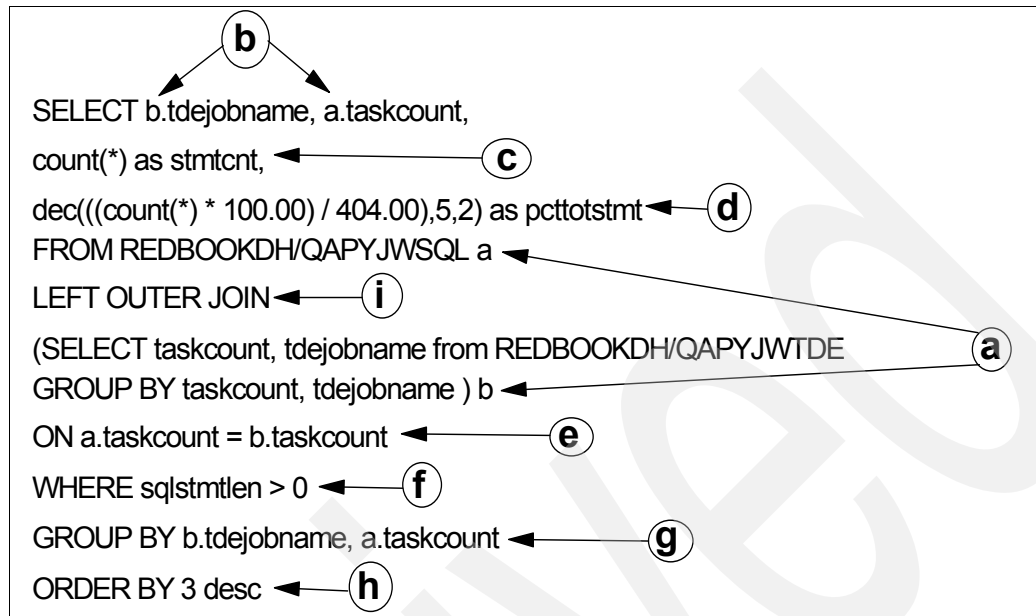 b
SELECT b.tdejobname, a.taskcount,
count(*) as stmtcnt,
c
dec(((count(*) * 100.00) / 404.00),5,2) as pcttotstmt
d
FROM REDBOOKDH/QAPYJWSQL a
LEFT OUTER JOIN
i
(SELECT taskcount, tdejobname from REDBOOKDH/QAPYJWTDE
a
GROUP BY taskcount, tdejobname ) b
ON a.taskcount = b.taskcount
e
WHERE sqlstmtlen > 0
f
GROUP BY b.tdejobname, a.taskcount
g
ORDER BY 3 desc
h